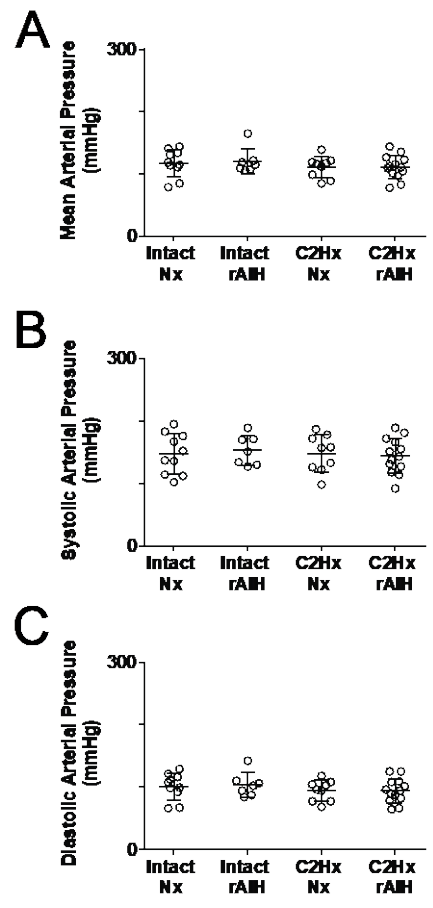 A
Mean Arterial Pressure
(mmHg)
300
0
Intact
Nx
Intact
rAIH
C2Hx
Nx
C2Hx
rAIH
B
Systolic Arterial Pressure
(mmHg)
300
0
Intact
Nx
Intact
rAIH
C2Hx
Nx
C2Hx
rAIH
C
Diastolic Arterial Pressure
(mmHg)
300
0
Intact
Nx
Intact
rAIH
C2Hx
Nx
C2Hx
rAIH